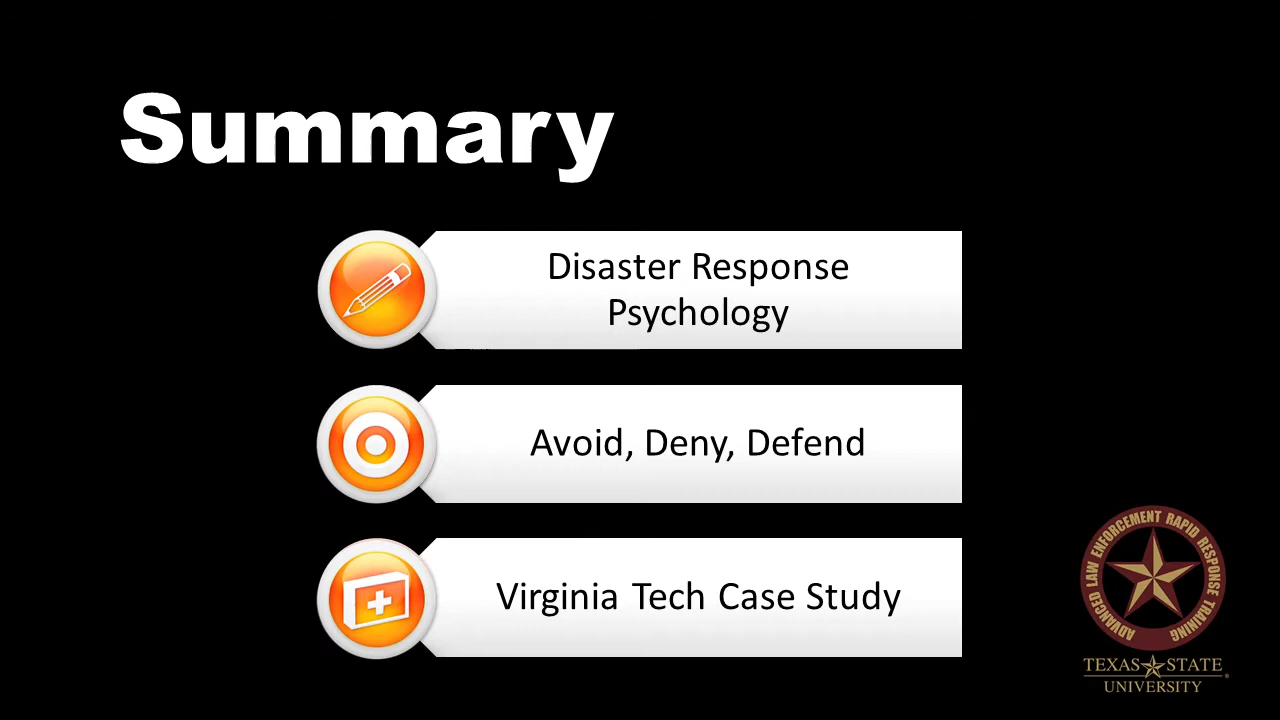 Summary
Disaster Response
Psychology
Avoid, Deny, Defend
Virginia Tech Case Study
ADVANCED LAW ENFORCEMENT RAPID RESPONSE TRAINING
TEXAS STATE
UNIVERSITY
®